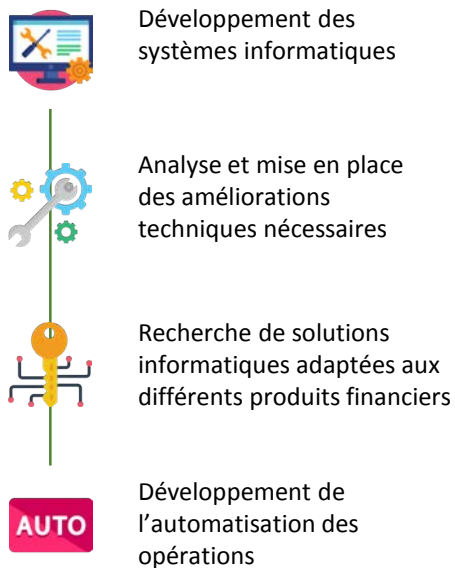 Développement des
systèmes informatiques
Analyse et mise en place
des améliorations
techniques nécessaires
Recherche de solutions
informatiques adaptées aux
différents produits financiers
AUTO
Développement de
l’automatisation des
opérations